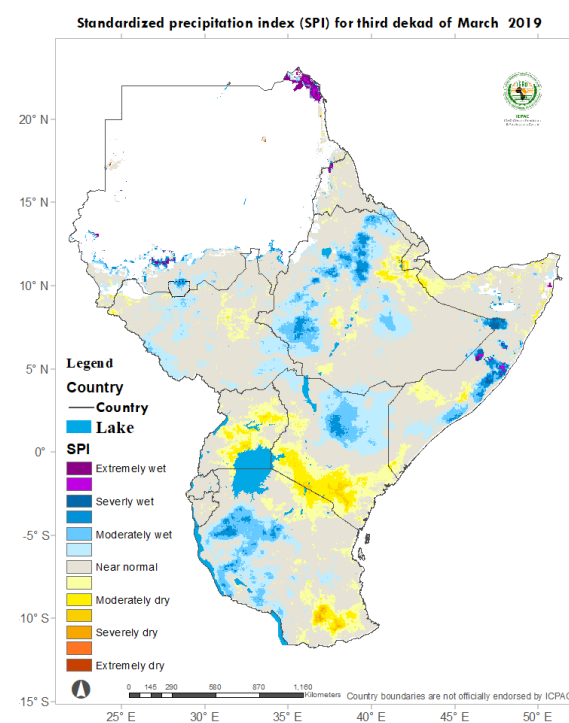 Standardized precipitation index (SPI) for third dekad of March 2019
ICPAC
20° N
15° N
10° N
5° N
0°
5° S
10° S
15° S
Legend
Country
Country
Lake
SPI
Extremely wet
Severly wet
Moderately wet
Near normal
Moderately dry
Severely dry
Extremely dry
0 145 290 580 870 1,160
Kilometers
Country boundaries are not officially endorsed by ICPAC
25° E 30° E 35° E 40° E 45° E 50° E